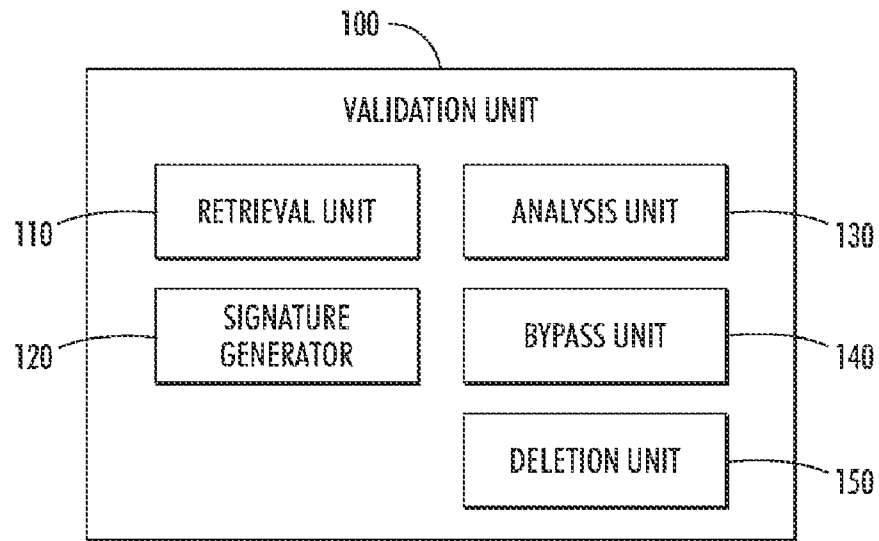 100
VALIDATION UNIT
110
RETRIEVAL UNIT
ANALYSIS UNIT
130
120
SIGNATURE
GENERATOR
BYPASS UNIT
140
DELETION UNIT
150